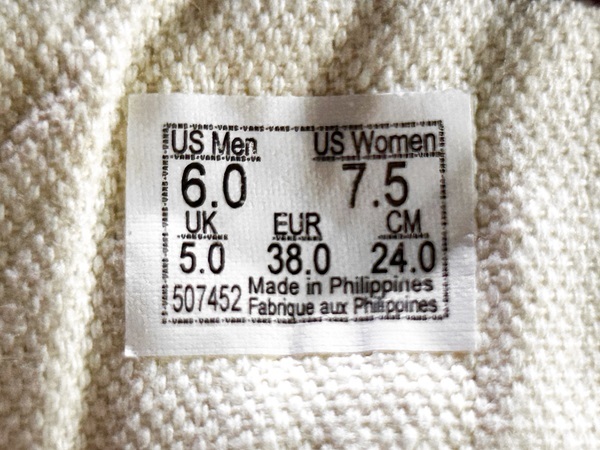 US Men US Women
6.0 7.5
UK EUR CM
5.0 38.0 24.0
507452 Made in Philippines
Fabrique aux Philippines